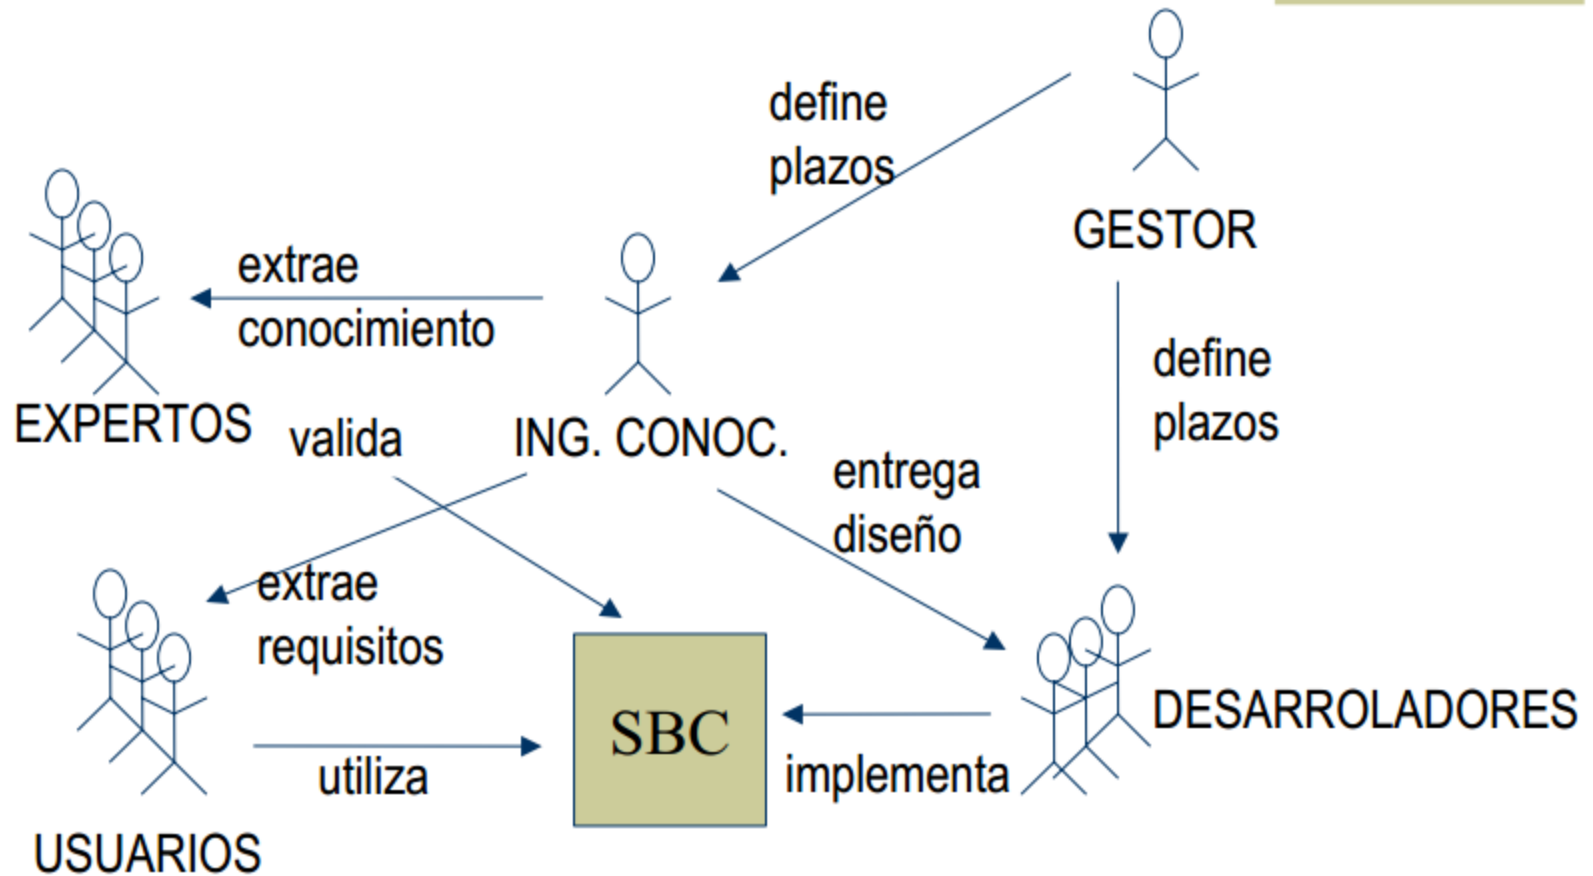 define
plazos
GESTOR
extrae
conocimiento
define
plazos
EXPERTOS
valida
ING. CONOC.
entrega
diseño
extrae
requisitos
SBC
DESARROLADORES
utiliza
implementa
USUARIOS